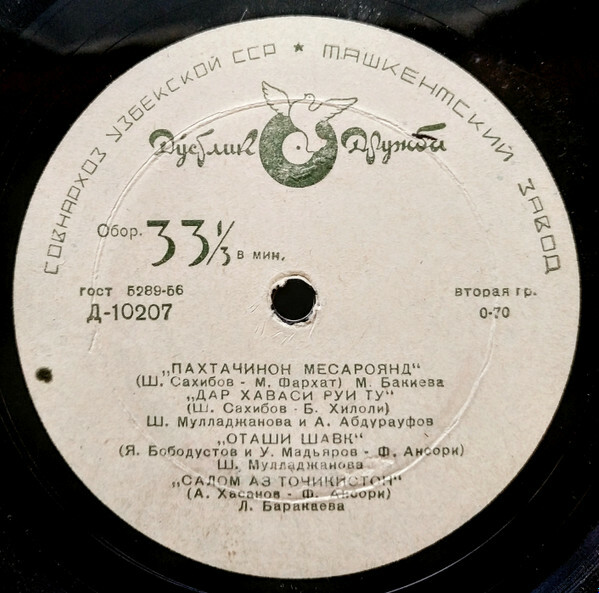 СОВНАРХОЗ УЗБЕКСКОЙ ССР ★ ТАШКЕНТСКИЙ ЗАВОД
Дустлик Дружба
Обор. 33⅓ в мин.
гост 5289-56
вторая гр.
Д-10207
0-70
„ПАХТАЧИНОН МЕСАРОЯНД"
(Ш. Сахибов - М. Фархат) М. Бакиева
„ДАР ХАВАСИ РУИ ТУ"
(Ш. Сахибов - Б. Хилоли)
Ш. Мулладжанова и А. Абдурауфов
„ОТАШИ ШАВК"
(Я. Бободустов и У. Мадьяров - Ф. Ансори)
Ш. Мулладжанова
„САЛОМ АЗ ТОЧИКИСТОН"
(А. Хасанов - Ф. Ансори)
Л. Баракаева